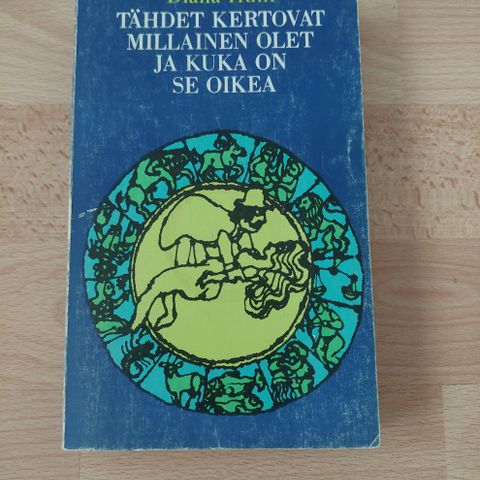 Diana Hunt
TÄHDET KERTOVAT
MILLAINEN OLET
JA KUKA ON
SE OIKEA